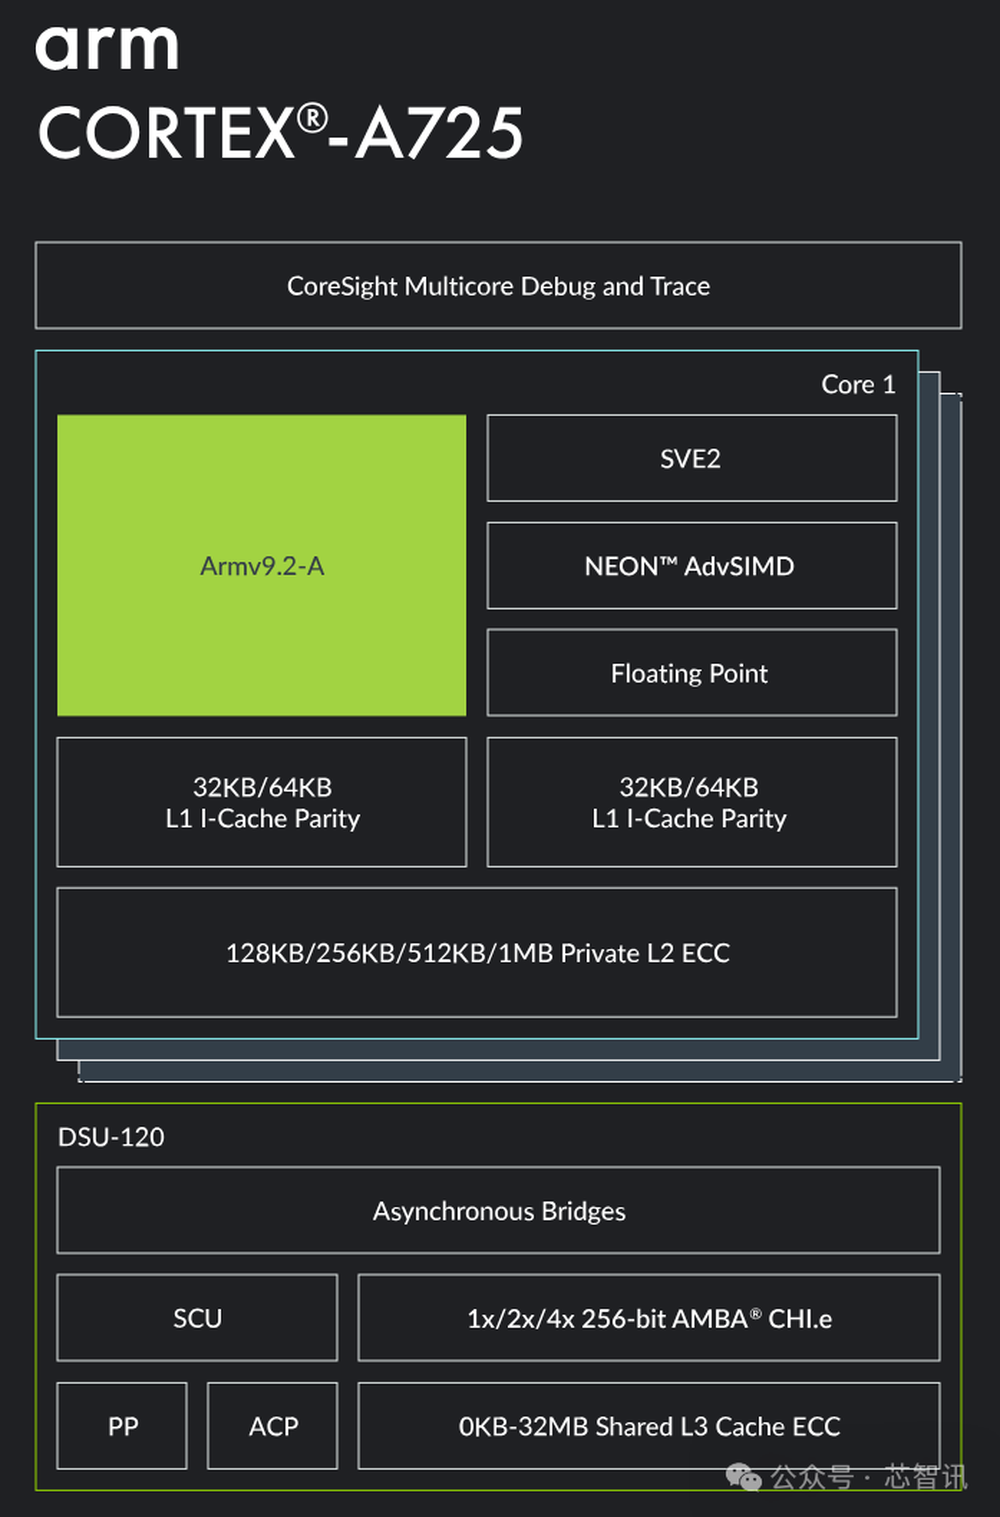 arm
CORTEX®-A725
CoreSight Multicore Debug and Trace
Core 1
Armv9.2-A
SVE2
NEON™ AdvSIMD
Floating Point
32KB/64KB
L1 I-Cache Parity
32KB/64KB
L1 I-Cache Parity
128KB/256KB/512KB/1MB Private L2 ECC
DSU-120
Asynchronous Bridges
SCU
1x/2x/4x 256-bit AMBA® CHI.e
PP
ACP
0KB-32MB Shared L3 Cache ECC
公众号 · 芯智讯